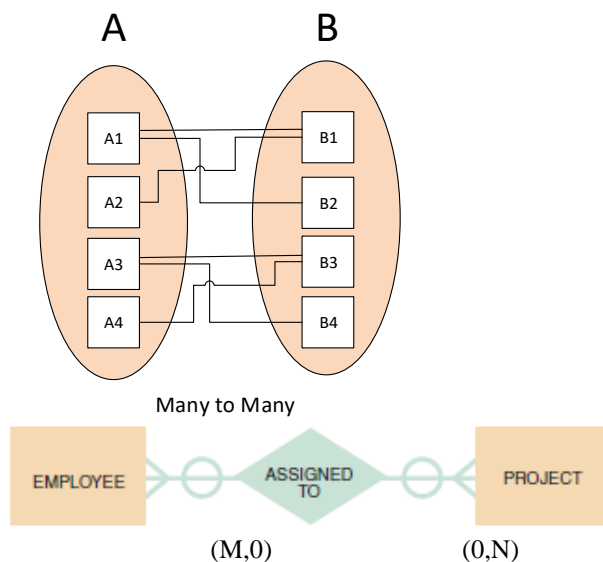 A B
A1 B1
A2 B2
A3 B3
A4 B4
Many to Many
EMPLOYEE ASSIGNED TO PROJECT
(M,0) (0,N)